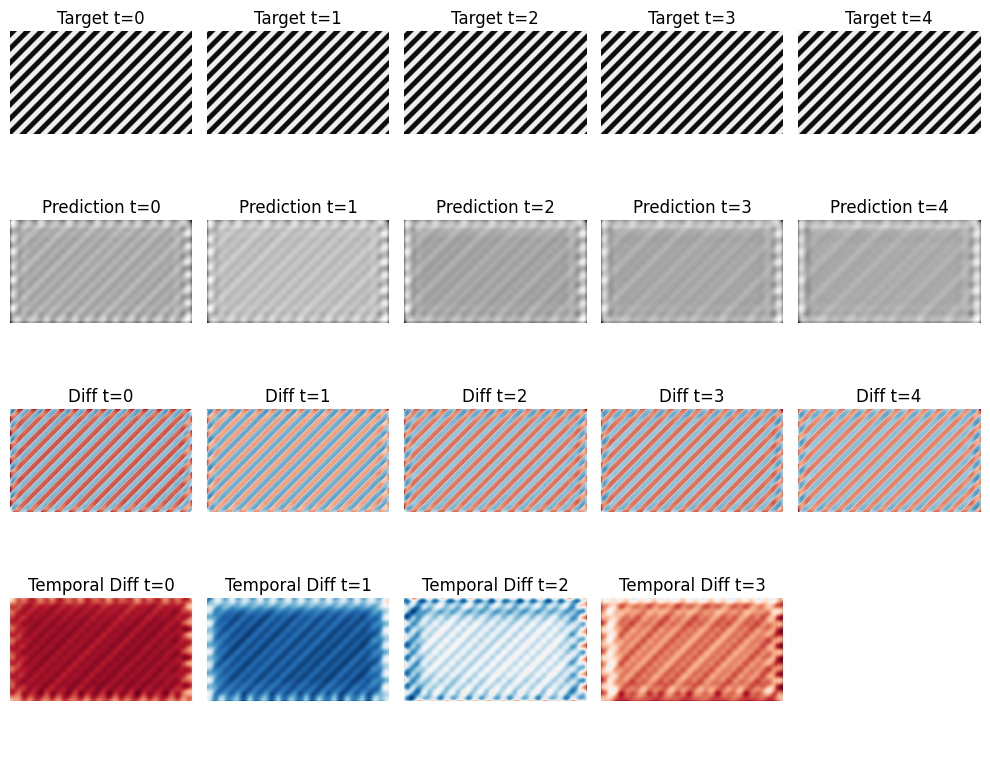 Target t=0 Target t=1 Target t=2 Target t=3 Target t=4
Prediction t=0 Prediction t=1 Prediction t=2 Prediction t=3 Prediction t=4
Diff t=0 Diff t=1 Diff t=2 Diff t=3 Diff t=4
Temporal Diff t=0 Temporal Diff t=1 Temporal Diff t=2 Temporal Diff t=3